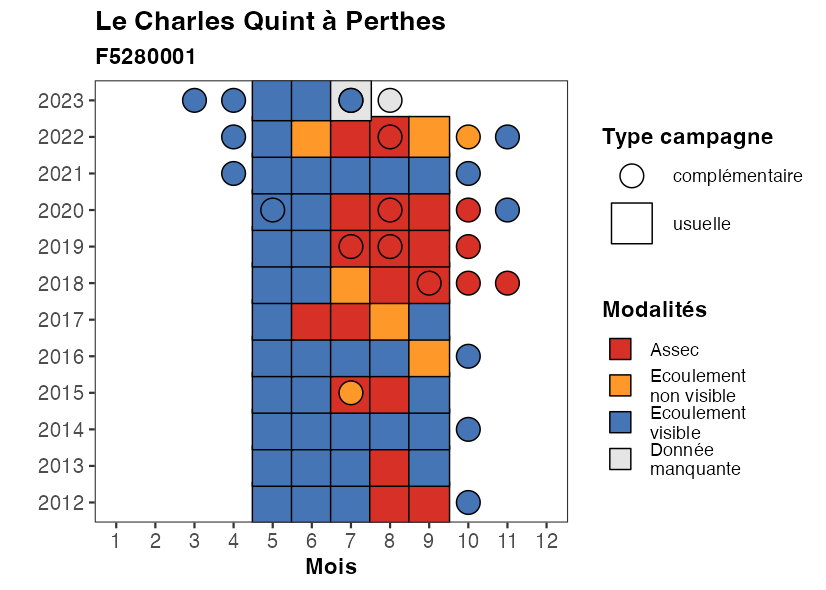 Le Charles Quint à Perthes
F5280001
2023
2022
2021
2020
2019
2018
2017
2016
2015
2014
2013
2012
1 2 3 4 5 6 7 8 9 10 11 12
Mois
Type campagne
complémentaire
usuelle
Modalités
Assec
Ecoulement
non visible
Ecoulement
visible
Donnée
manquante